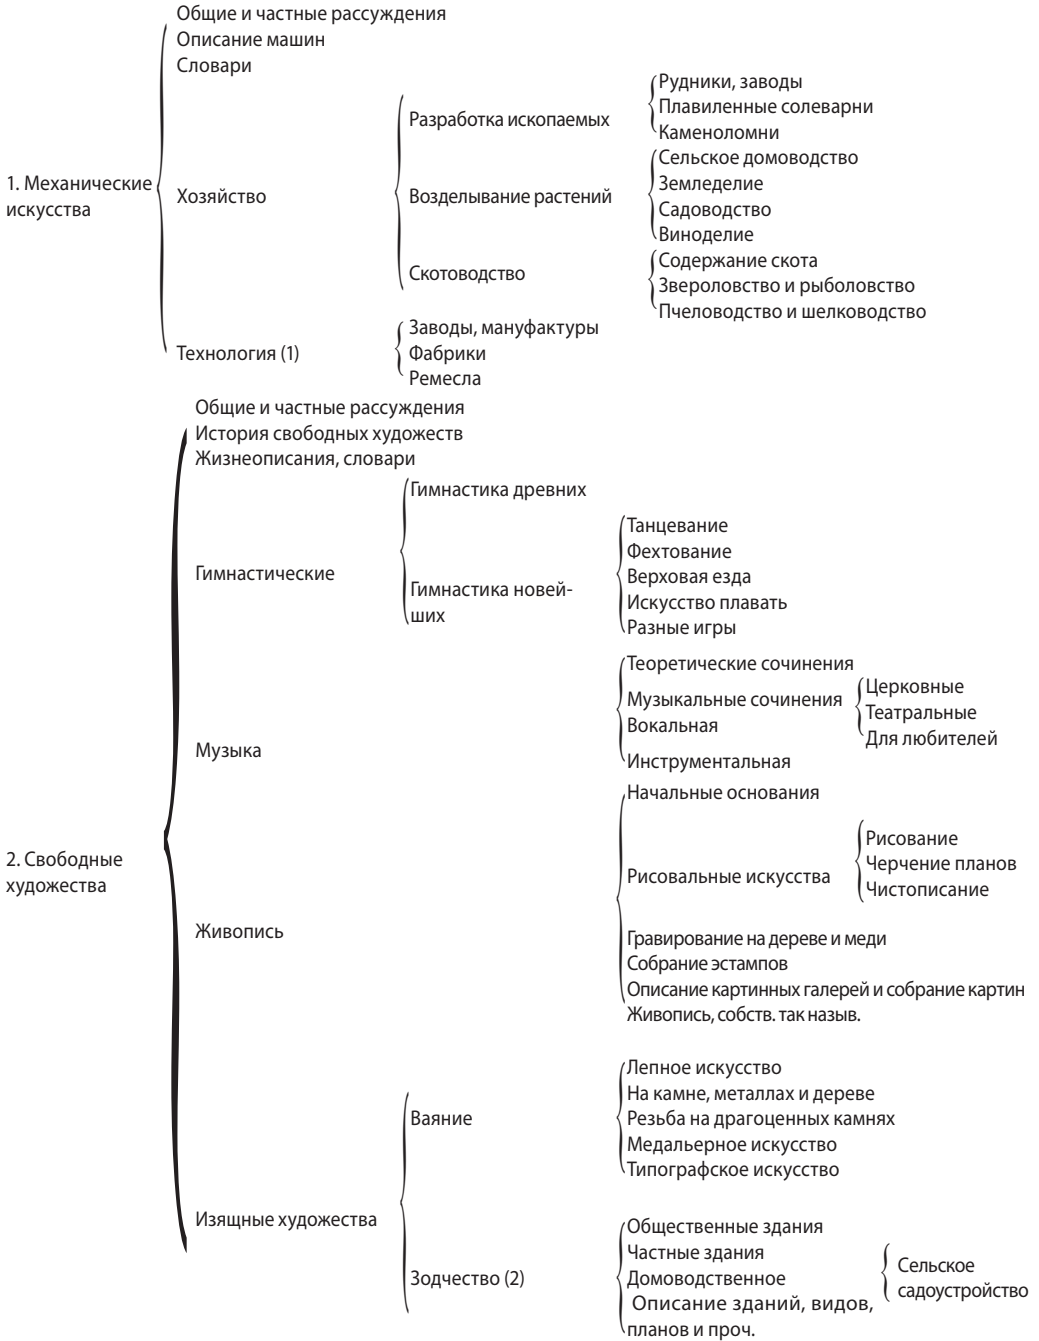 Общие и частные рассуждения
Описание машин
Словари
1. Механические
искусства
Хозяйство
Разработка ископаемых
Рудники, заводы
Плавиленные солеварни
Каменоломни
Возделывание растений
Сельское домоводство
Земледелие
Садоводство
Виноделие
Скотоводство
Содержание скота
Звероловство и рыболовство
Пчеловодство и шелководство
Технология (1)
Заводы, мануфактуры
Фабрики
Ремесла
2. Свободные
художества
Общие и частные рассуждения
История свободных художеств
Жизнеописания, словари
Гимнастические
Гимнастика древних
Гимнастика новей-
ших
Танцевание
Фехтование
Верховая езда
Искусство плавать
Разные игры
Музыка
Теоретические сочинения
Музыкальные сочинения
Вокальная
Инструментальная
Церковные
Театральные
Для любителей
Живопись
Начальные основания
Рисовальные искусства
Рисование
Черчение планов
Чистописание
Гравирование на дереве и меди
Собрание эстампов
Описание картинных галерей и собрание картин
Живопись, собств. так назыв.
Изящные художества
Ваяние
Лепное искусство
На камне, металлах и дереве
Резьба на драгоценных камнях
Медальерное искусство
Типографское искусство
Зодчество (2)
Общественные здания
Частные здания
Домоводственное
Описание зданий, видов,
планов и проч.
Сельское
садоустройство